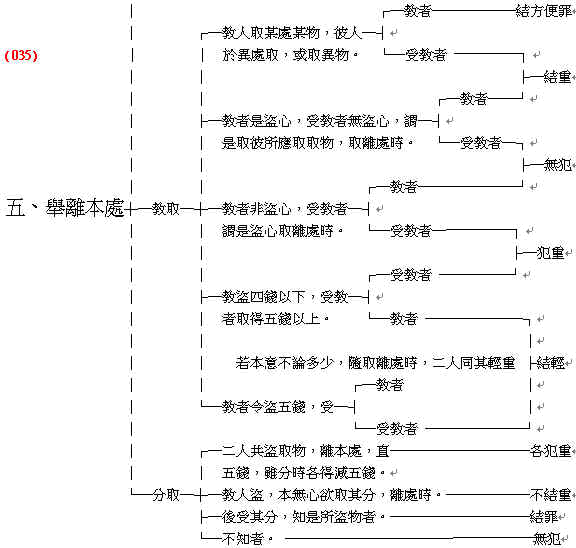 教者 結方便罪
教人取某處某物，彼人
(035)
於異處取，或取異物。 受教者
結重
教者
教者是盜心，受教者無盜心，謂
是取彼所應取取物，取離處時。 受教者
無犯
教者
五、舉離本處 教取 教者非盜心，受教者
謂是盜心取離處時。 受教者
犯重
受教者
教盜四錢以下，受教
者取得五錢以上。 教者
若本意不論多少，隨取離處時，二人同其輕重 結輕
教者
教者令盜五錢，受
受教者
二人共盜取物，離本處，直 各犯重
五錢，雖分時各得減五錢。
分取 教人盜，本無心欲取其分，離處時。 不結重
後受其分，知是所盜物者。 結罪
不知者。 無犯